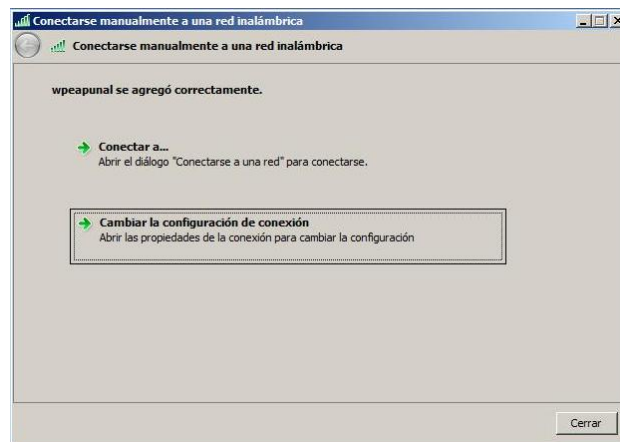 Conectarse manualmente a una red inalámbrica
Conectarse manualmente a una red inalámbrica
wpeapunal se agregó correctamente.
Conectar a...
Abrir el diálogo "Conectarse a una red" para conectarse.
Cambiar la configuración de conexión
Abrir las propiedades de la conexión para cambiar la configuración
Cerrar